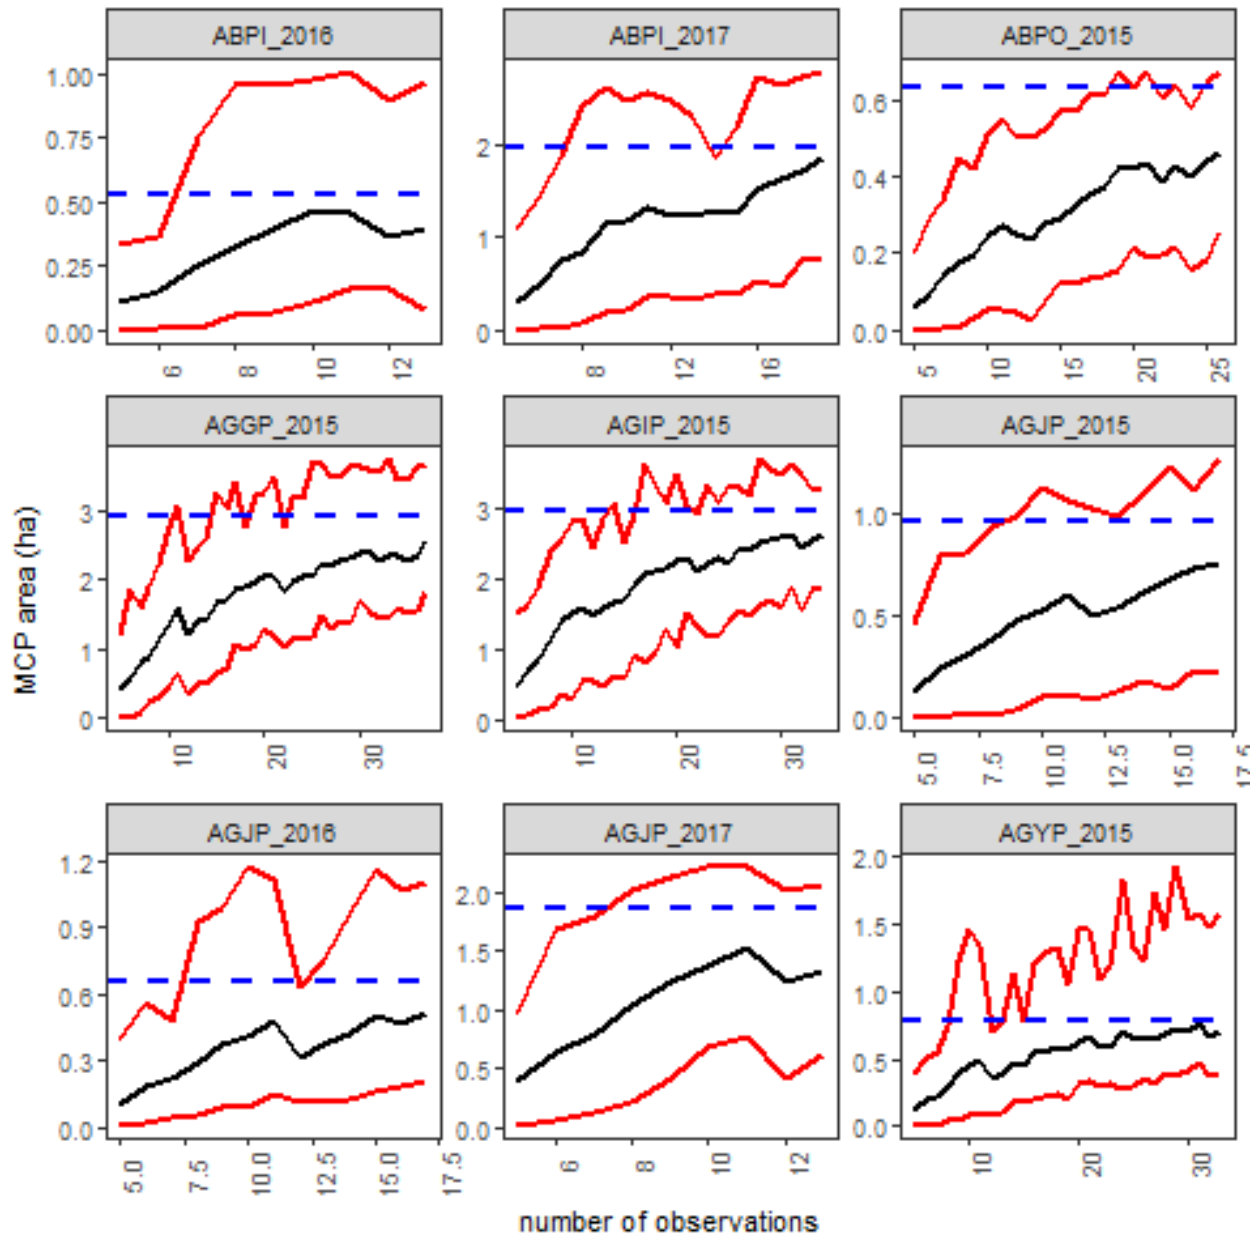 ABPI_2016 ABPI_2017 ABPO_2015
1.00
0.75
0.50
0.25
0.00
2
1
0
0.6
0.4
0.2
0.0
6 8 10 12
8 12 16
5 10 15 20 25
AGGP_2015 AGIP_2015 AGJP_2015
3
2
1
0
3
2
1
0
1.0
0.5
0.0
10 20 30
10 20 30
5.0 7.5 10.0 12.5 15.0 17.5
AGJP_2016 AGJP_2017 AGYP_2015
1.2
0.9
0.6
0.3
0.0
2.0
1.5
1.0
0.5
0.0
2.0
1.5
1.0
0.5
0.0
5.0 7.5 10.0 12.5 15.0 17.5
6 8 10 12
10 20 30
MCP area (ha)
number of observations